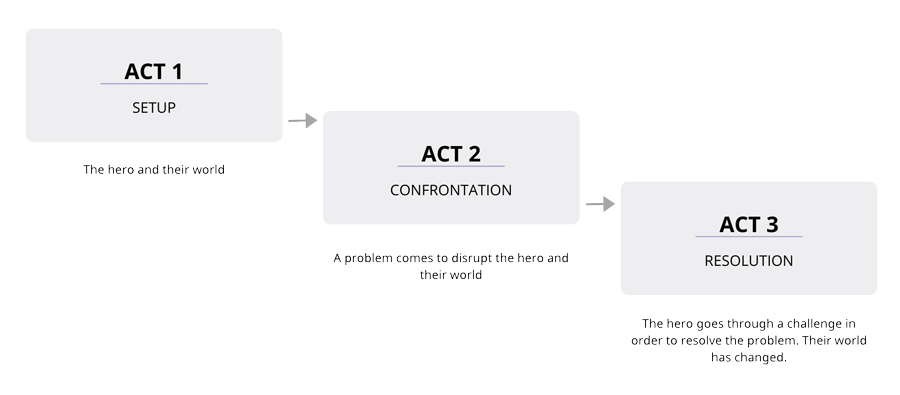 ACT 1
SETUP
The hero and their world
ACT 2
CONFRONTATION
A problem comes to disrupt the hero and
their world
ACT 3
RESOLUTION
The hero goes through a challenge in
order to resolve the problem. Their world
has changed.